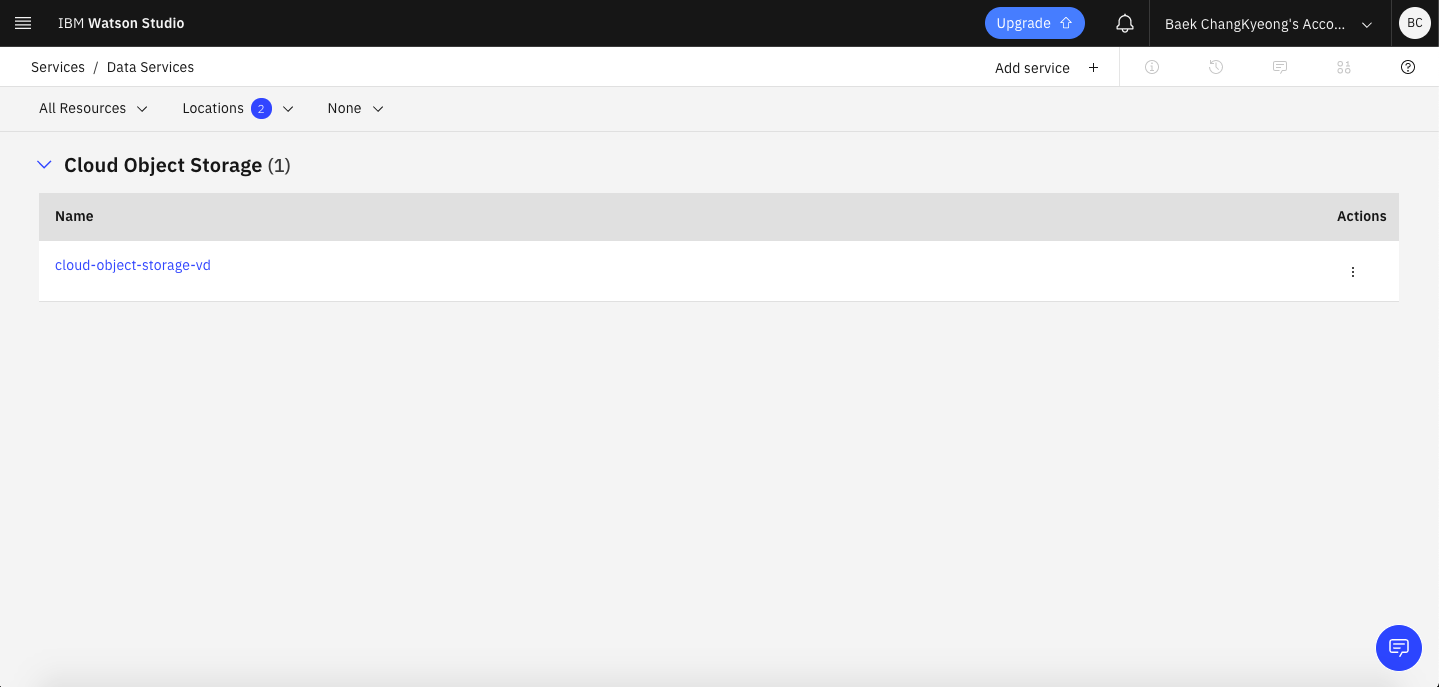 IBM Watson Studio
Upgrade
Baek ChangKyeong's Acco...
BC
Services / Data Services
Add service +
All Resources
Locations 2
None
Cloud Object Storage (1)
Name
Actions
cloud-object-storage-vd